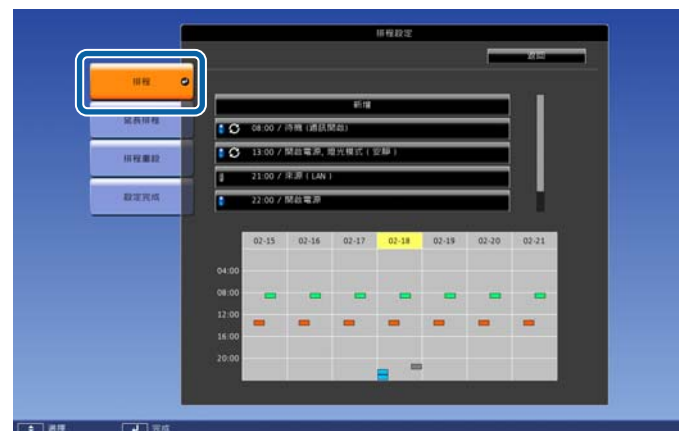 排程設定
返回
排程
延長排程
排程重設
設定完成
新增
08:00 / 待機 (通訊開啟)
13:00 / 開啟電源, 燈光模式 ( 安靜 )
21:00 / 來源 ( LAN )
22:00 / 開啟電源
02-15 02-16 02-17 02-18 02-19 02-20 02-21
04:00
08:00
12:00
16:00
20:00
選擇 完成